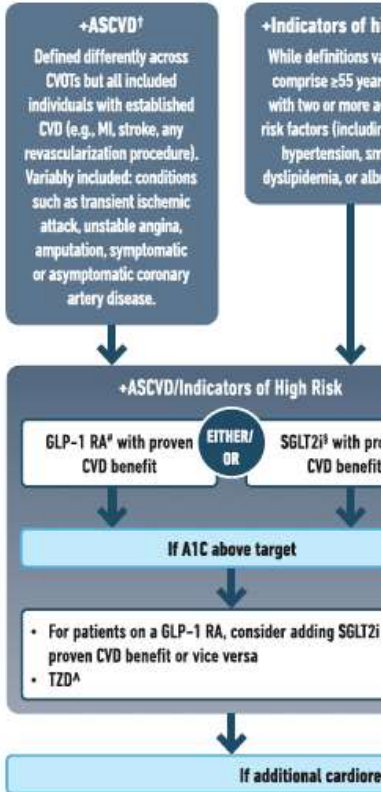 +ASCVD†
Defined differently across
CVOTs but all included
individuals with established
CVD (e.g., MI, stroke, any
revascularization procedure).
Variably included: conditions
such as transient ischemic
attack, unstable angina,
amputation, symptomatic
or asymptomatic coronary
artery disease.
+Indicators of h
While definitions va
comprise ≥55 year
with two or more a
risk factors (includin
hypertension, sm
dyslipidemia, or alb
+ASCVD/Indicators of High Risk
GLP-1 RA# with proven
CVD benefit
EITHER/
OR
SGLT2i§ with pro
CVD benefit
If A1C above target
• For patients on a GLP-1 RA, consider adding SGLT2i
proven CVD benefit or vice versa
• TZD^
If additional cardiore